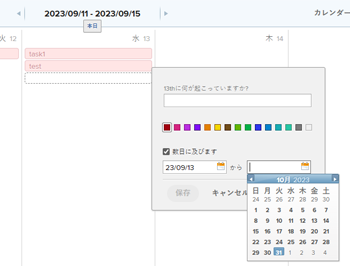 2023/09/11 - 2023/09/15
カレンダー
本日
火 12
水 13
木 14
task1
test
13thに何が起こっていますか?
数日に及びます
23/09/13 から
保存 キャンセル
10月 2023
日 月 火 水 木 金 土
24 25 26 27 28 29 30
1 2 3 4 5 6 7
8 9 10 11 12 13 14
15 16 17 18 19 20 21
22 23 24 25 26 27 28
29 30 31 1 2 3 4